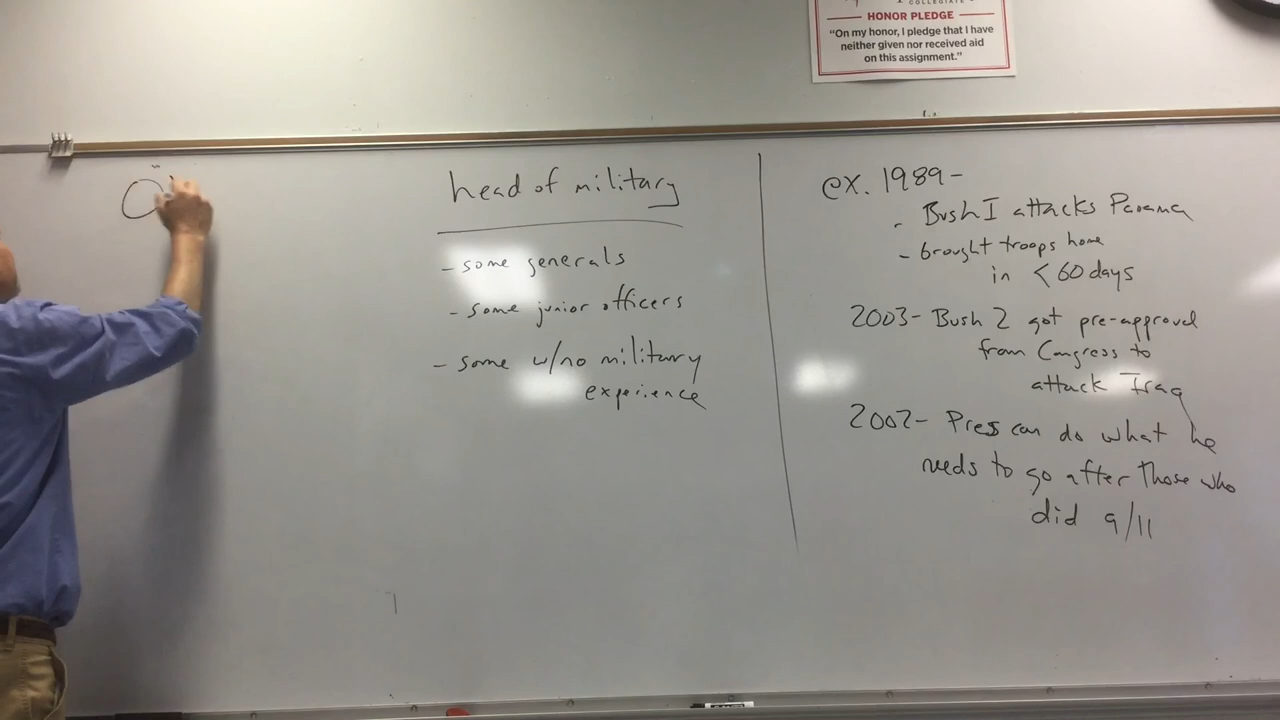 COLLEGIATE
HONOR PLEDGE
"On my honor, I pledge that I have
neither given nor received aid
on this assignment."
head of military
- some generals
- some junior officers
- some w/no military
experience
ex. 1989-
- Bush I attacks Panama
- brought troops home
in < 60 days
2003- Bush 2 got pre-approval
from Congress to
attack Iraq
2002- Pres can do what he
needs to go after those who
did 9/11